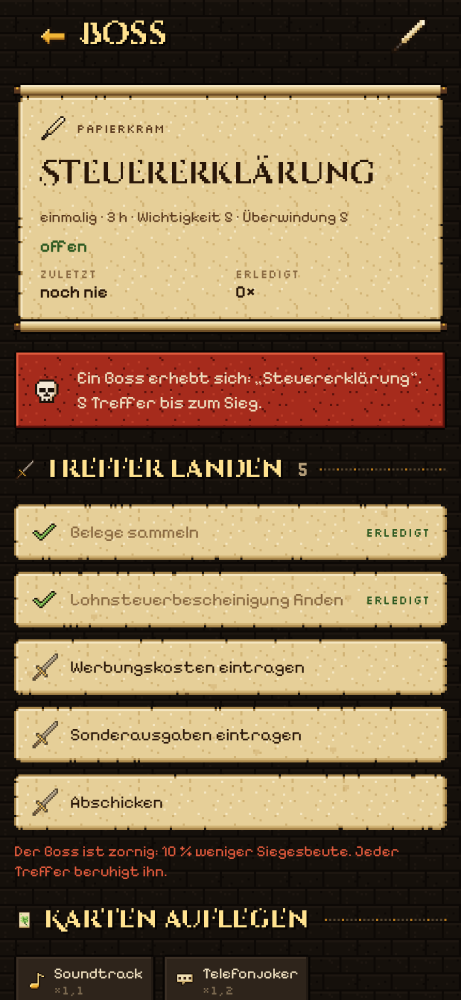 BOSS
PAPIERKRAM
STEUERERKLÄRUNG
einmalig · 3 h · Wichtigkeit 5 · Überwindung 5
offen
ZULETZT
ERLEDIGT
noch nie
0×
Ein Boss erhebt sich: „Steuererklärung“.
5 Treffer bis zum Sieg.
TREFFER LANDEN 5
Belege sammeln
ERLEDIGT
Lohnsteuerbescheinigung finden
ERLEDIGT
Werbungskosten eintragen
Sonderausgaben eintragen
Abschicken
Der Boss ist zornig: 10 % weniger Siegesbeute. Jeder
Treffer beruhigt ihn.
KARTEN AUFLEGEN
Soundtrack
×1,1
Telefonjoker
×1,2